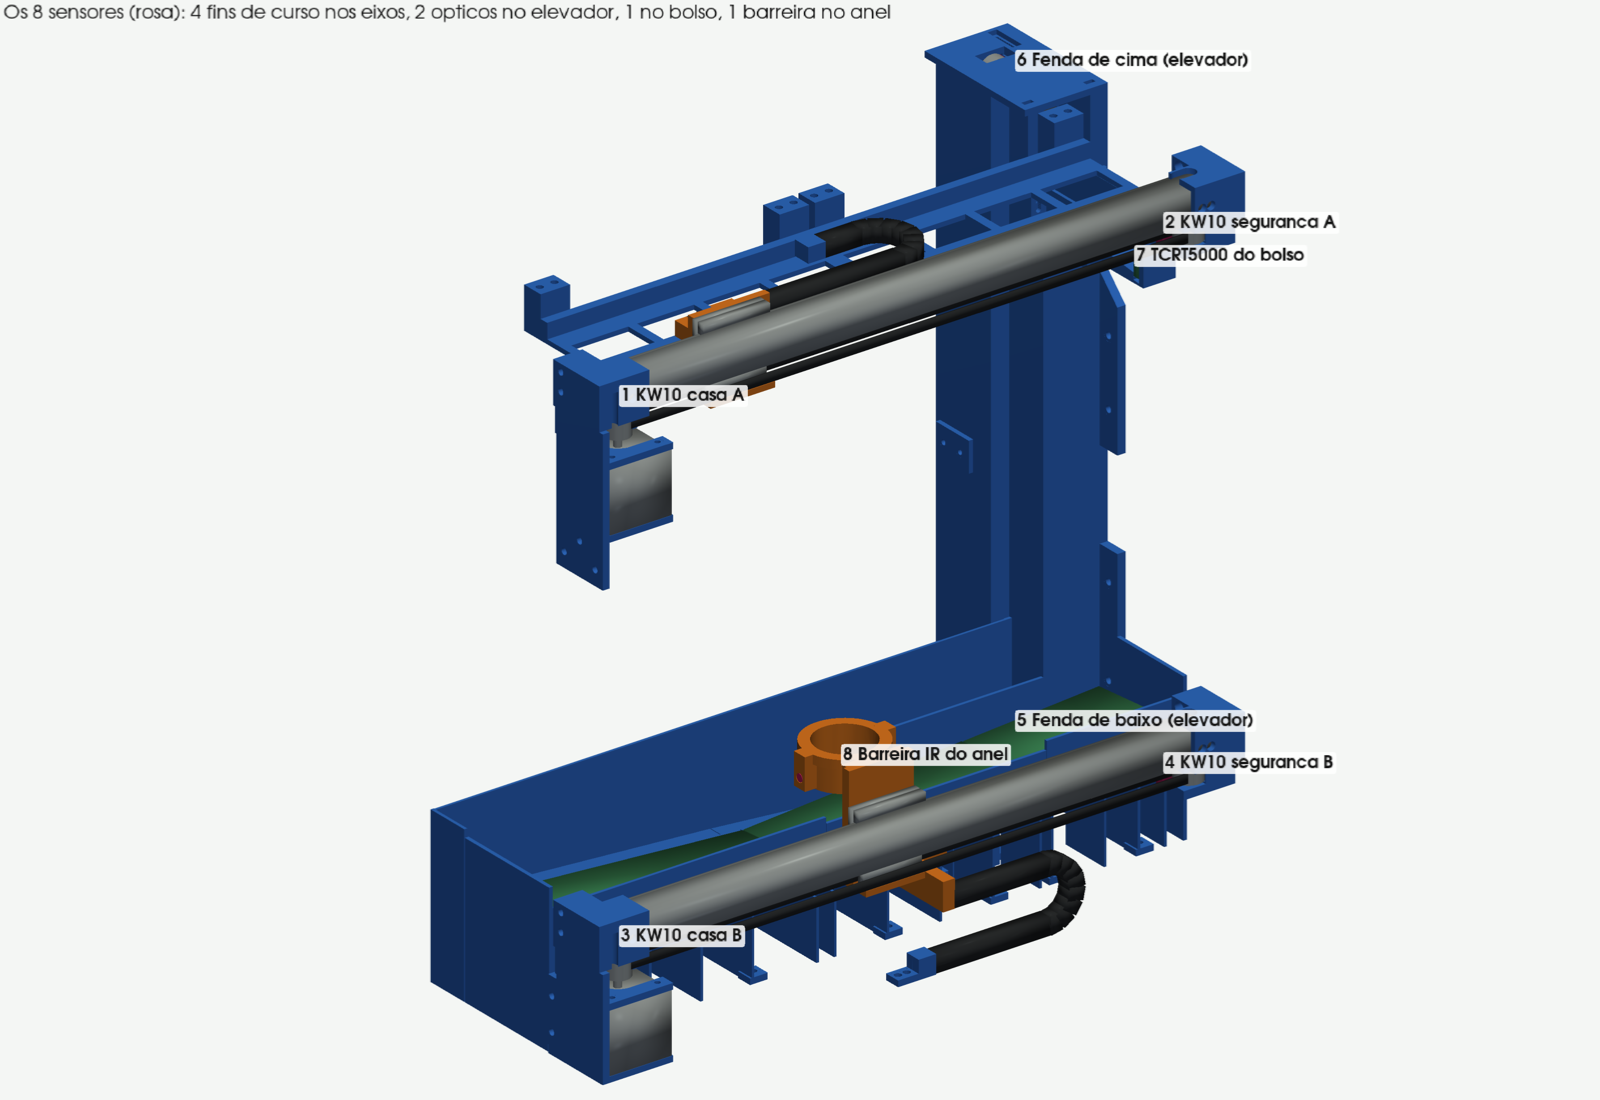 Os 8 sensores (rosa): 4 fins de curso nos eixos, 2 opticos no elevador, 1 no bolso, 1 barreira no anel
6 Fenda de cima (elevador)
2 KW10 seguranca A
7 TCRT5000 do bolso
1 KW10 casa A
5 Fenda de baixo (elevador)
8 Barreira IR do anel
4 KW10 seguranca B
3 KW10 casa B